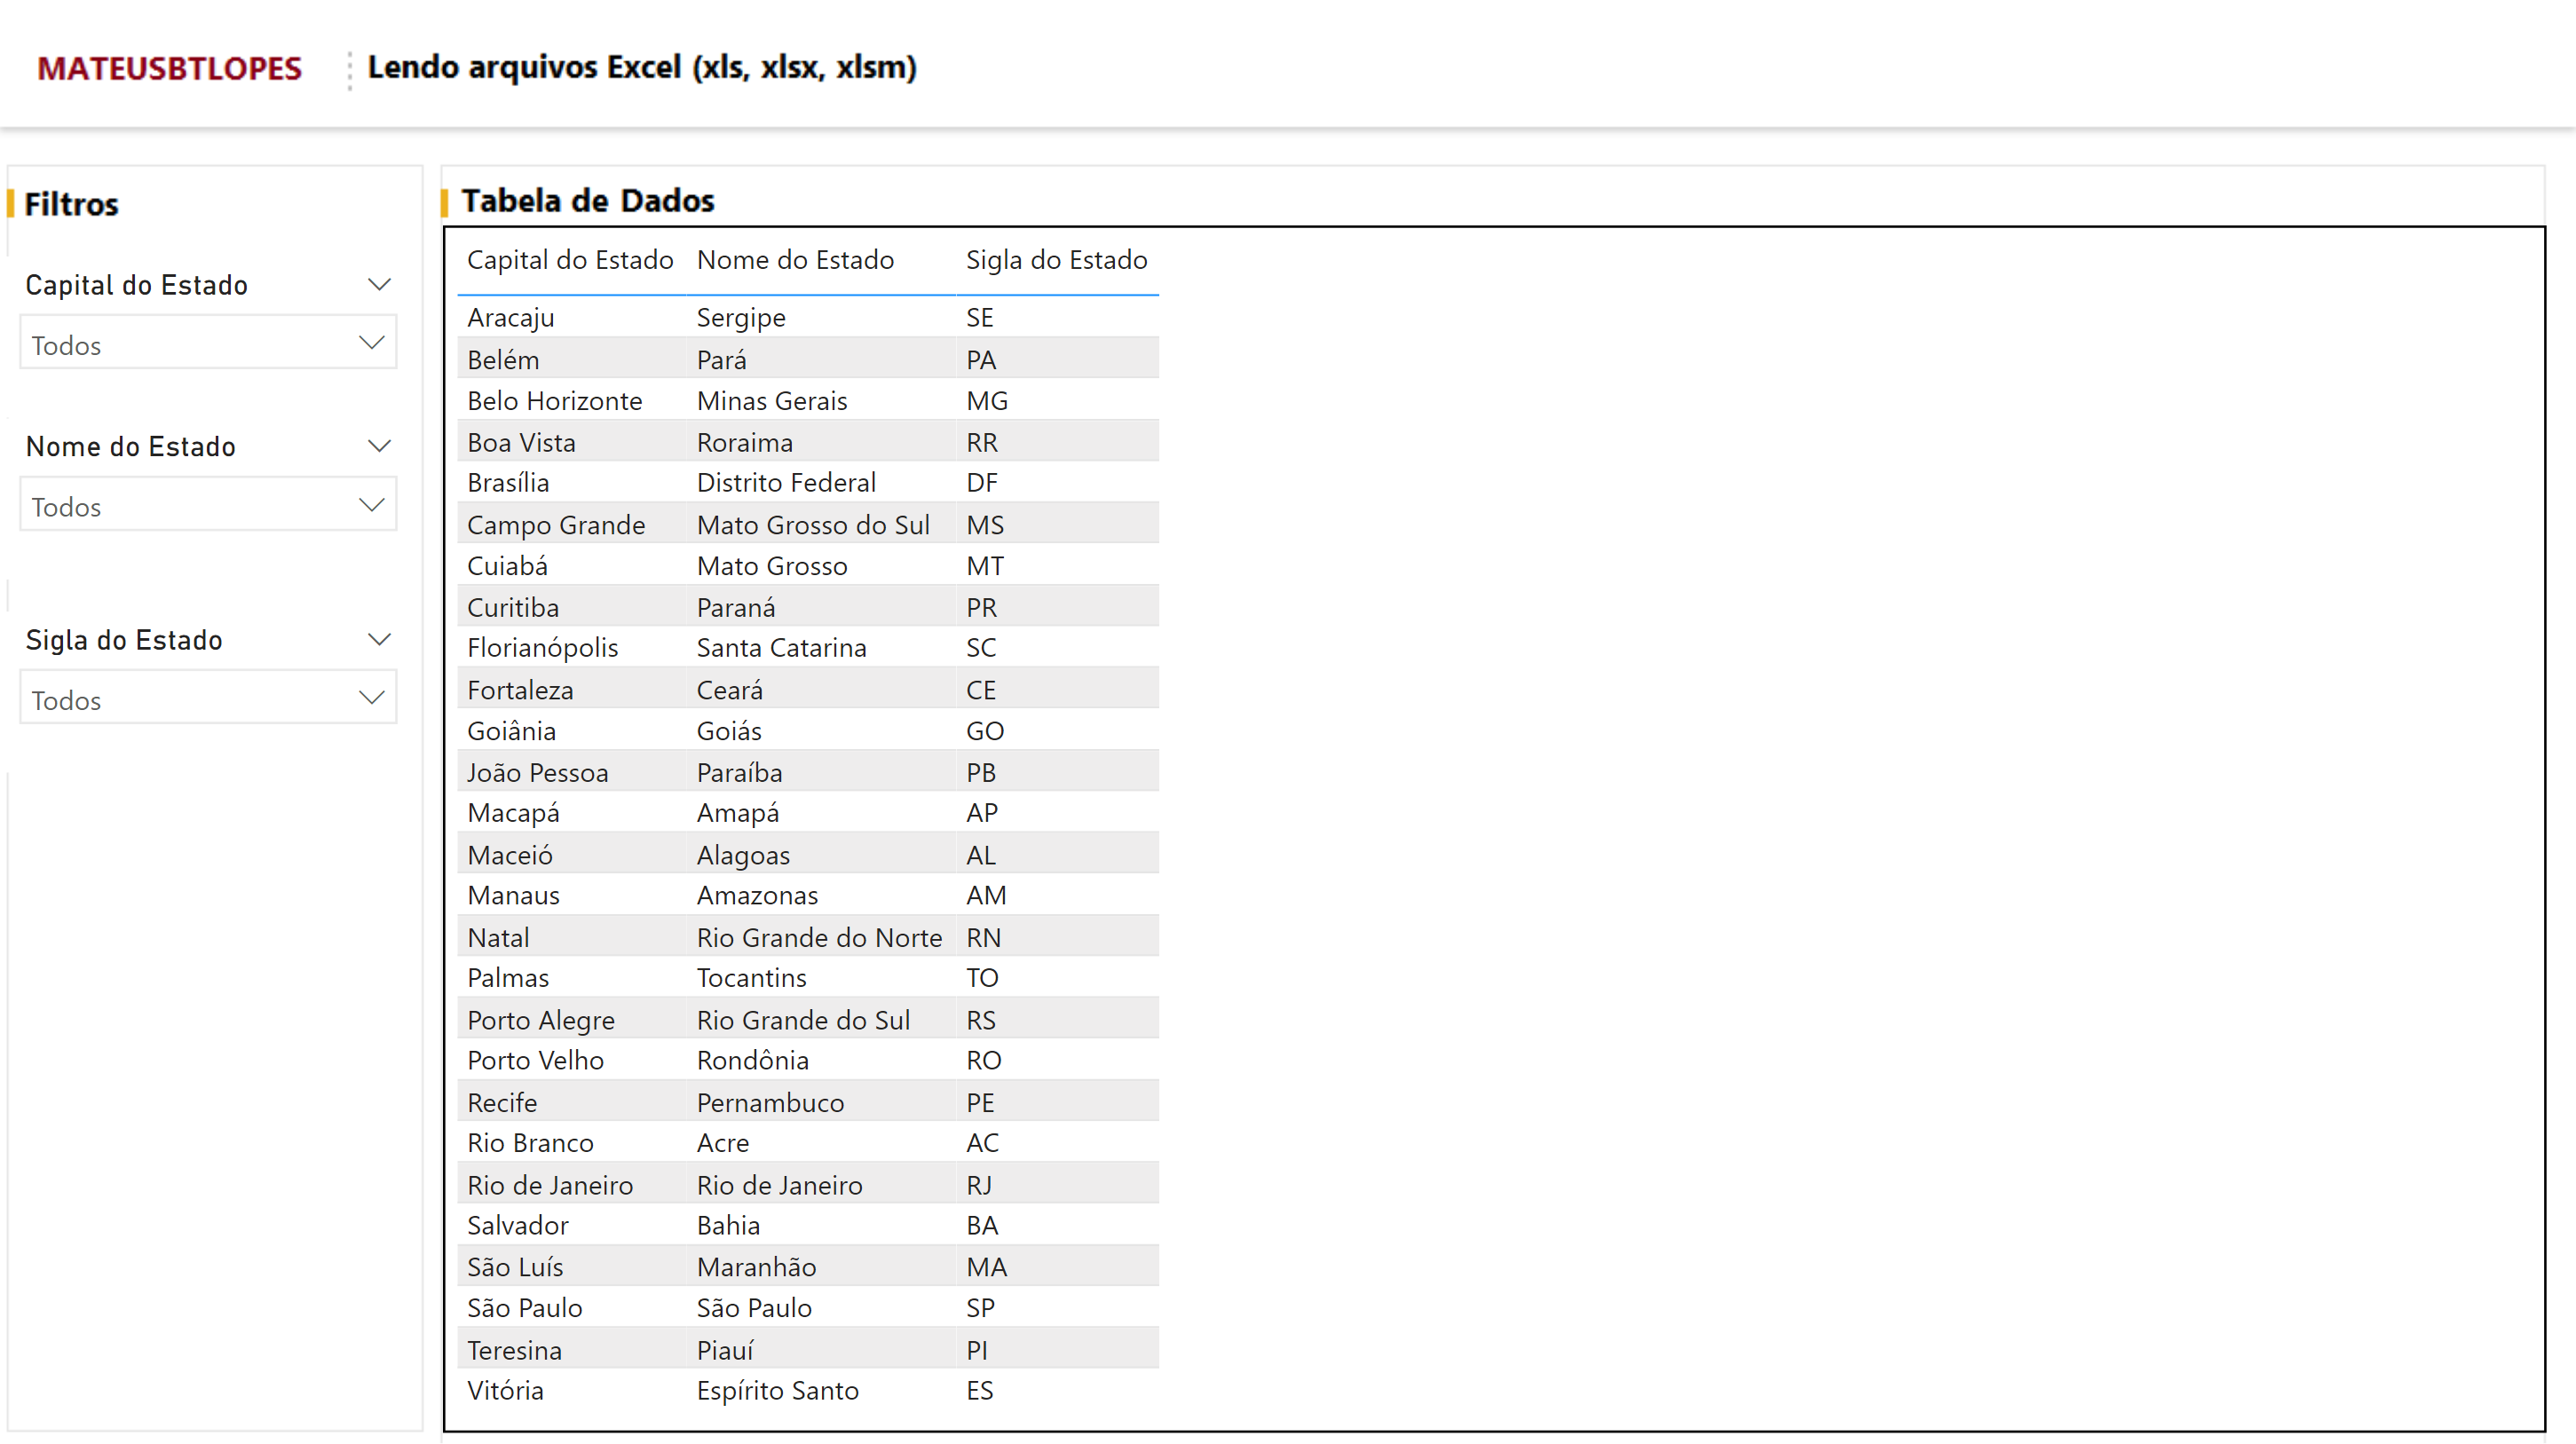 MATEUSBTLOPES Lendo arquivos Excel (xls, xlsx, xlsm)
Filtros
Capital do Estado
Todos
Nome do Estado
Todos
Sigla do Estado
Todos
Tabela de Dados
Capital do Estado Nome do Estado Sigla do Estado
Aracaju Sergipe SE
Belém Pará PA
Belo Horizonte Minas Gerais MG
Boa Vista Roraima RR
Brasília Distrito Federal DF
Campo Grande Mato Grosso do Sul MS
Cuiabá Mato Grosso MT
Curitiba Paraná PR
Florianópolis Santa Catarina SC
Fortaleza Ceará CE
Goiânia Goiás GO
João Pessoa Paraíba PB
Macapá Amapá AP
Maceió Alagoas AL
Manaus Amazonas AM
Natal Rio Grande do Norte RN
Palmas Tocantins TO
Porto Alegre Rio Grande do Sul RS
Porto Velho Rondônia RO
Recife Pernambuco PE
Rio Branco Acre AC
Rio de Janeiro Rio de Janeiro RJ
Salvador Bahia BA
São Luís Maranhão MA
São Paulo São Paulo SP
Teresina Piauí PI
Vitória Espírito Santo ES